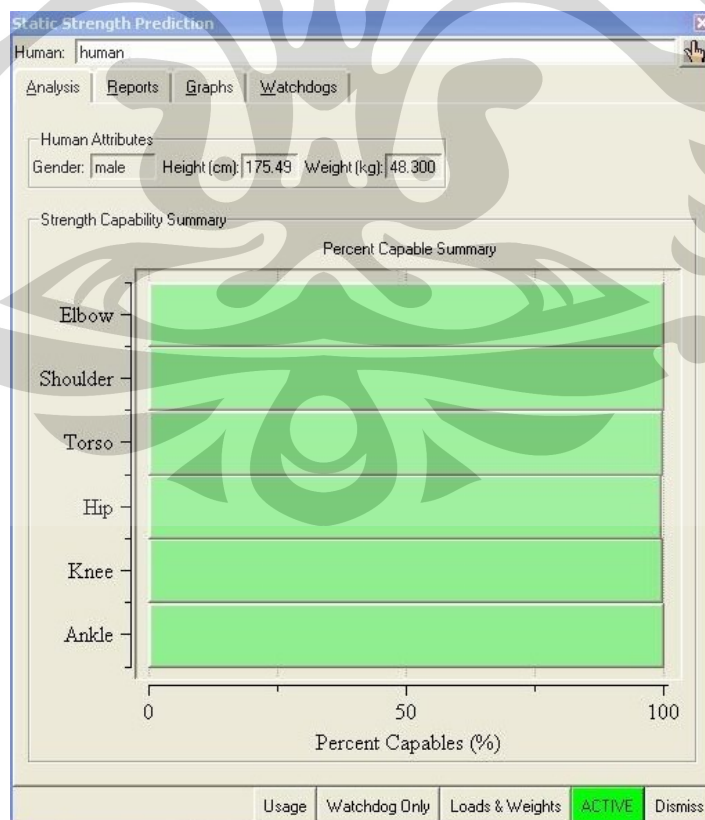 Static Strength Prediction
Human: human
Analysis Reports Graphs Watchdogs
Human Attributes
Gender: male Height (cm): 175.49 Weight (kg): 48.300
Strength Capability Summary
Percent Capable Summary
Elbow
Shoulder
Torso
Hip
Knee
Ankle
0 50 100
Percent Capables (%)
Usage Watchdog Only Loads & Weights ACTIVE Dismiss